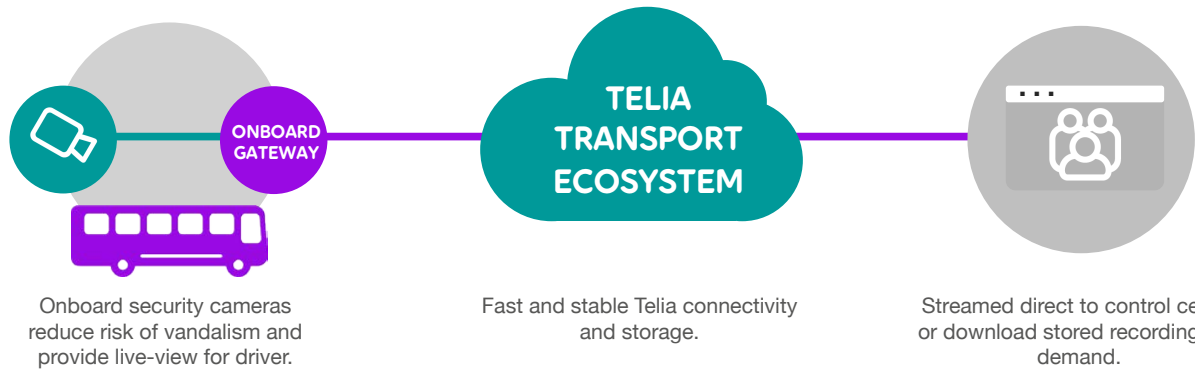 ONBOARD
GATEWAY
TELIA
TRANSPORT
ECOSYSTEM
Onboard security cameras
reduce risk of vandalism and
provide live-view for driver.
Fast and stable Telia connectivity
and storage.
Streamed direct to control
or download stored recording
demand.